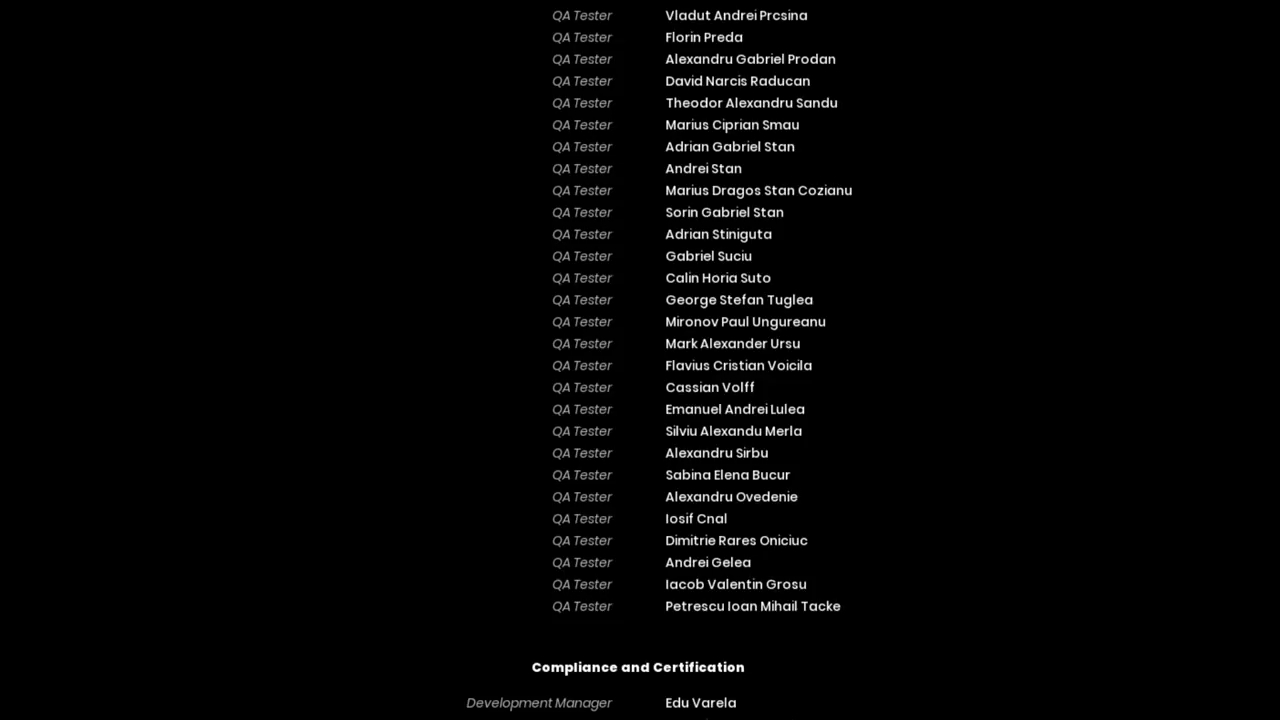 QA Tester Vladut Andrei Prcsina
QA Tester Florin Preda
QA Tester Alexandru Gabriel Prodan
QA Tester David Narcis Raducan
QA Tester Theodor Alexandru Sandu
QA Tester Marius Ciprian Smau
QA Tester Adrian Gabriel Stan
QA Tester Andrei Stan
QA Tester Marius Dragos Stan Cozianu
QA Tester Sorin Gabriel Stan
QA Tester Adrian Stiniguta
QA Tester Gabriel Suciu
QA Tester Calin Horia Suto
QA Tester George Stefan Tuglea
QA Tester Mironov Paul Ungureanu
QA Tester Mark Alexander Ursu
QA Tester Flavius Cristian Voicila
QA Tester Cassian Volff
QA Tester Emanuel Andrei Lulea
QA Tester Silviu Alexandu Merla
QA Tester Alexandru Sirbu
QA Tester Sabina Elena Bucur
QA Tester Alexandru Ovedenie
QA Tester Iosif Cnal
QA Tester Dimitrie Rares Oniciuc
QA Tester Andrei Gelea
QA Tester Iacob Valentin Grosu
QA Tester Petrescu Ioan Mihail Tacke
Compliance and Certification
Development Manager Edu Varela